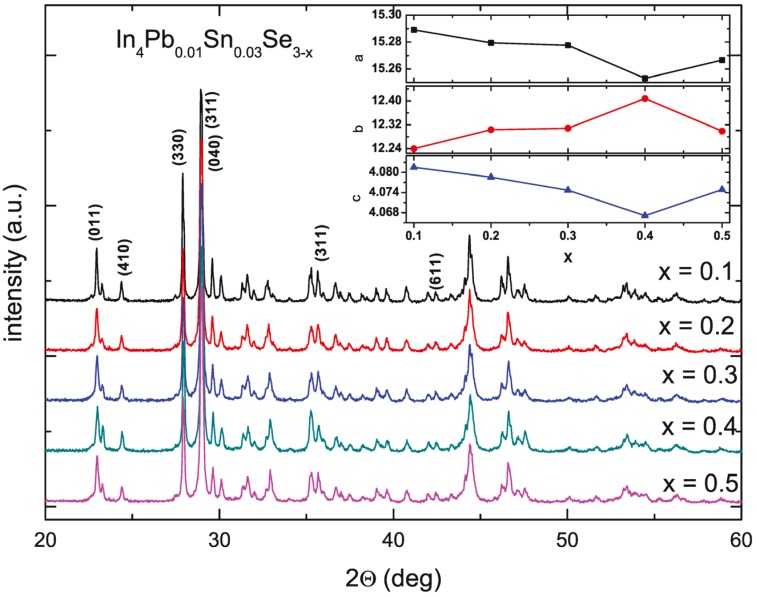 In4Pb0.01Sn0.03Se3-x
15.30
15.28
15.26
a
12.40
12.32
12.24
b
4.080
4.074
4.068
c
0.1 0.2 0.3 0.4 0.5
x
(011)
(410)
(330)
(040) (311)
(311)
(611)
x = 0.1
x = 0.2
x = 0.3
x = 0.4
x = 0.5
intensity (a.u.)
20 30 40 50 60
2Θ (deg)